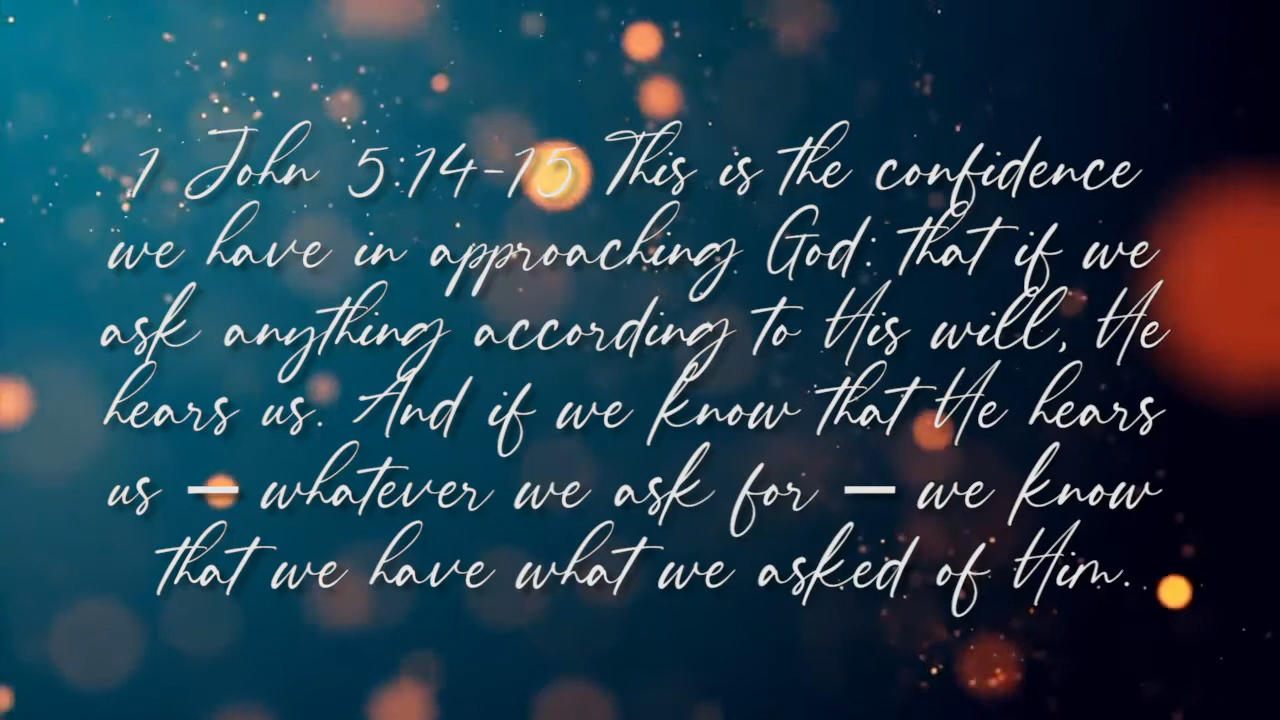 1 John 5:14-15 This is the confidence
we have in approaching God: that if we
ask anything according to His will, He
hears us. And if we know that He hears
us — whatever we ask for — we know
that we have what we asked of Him.